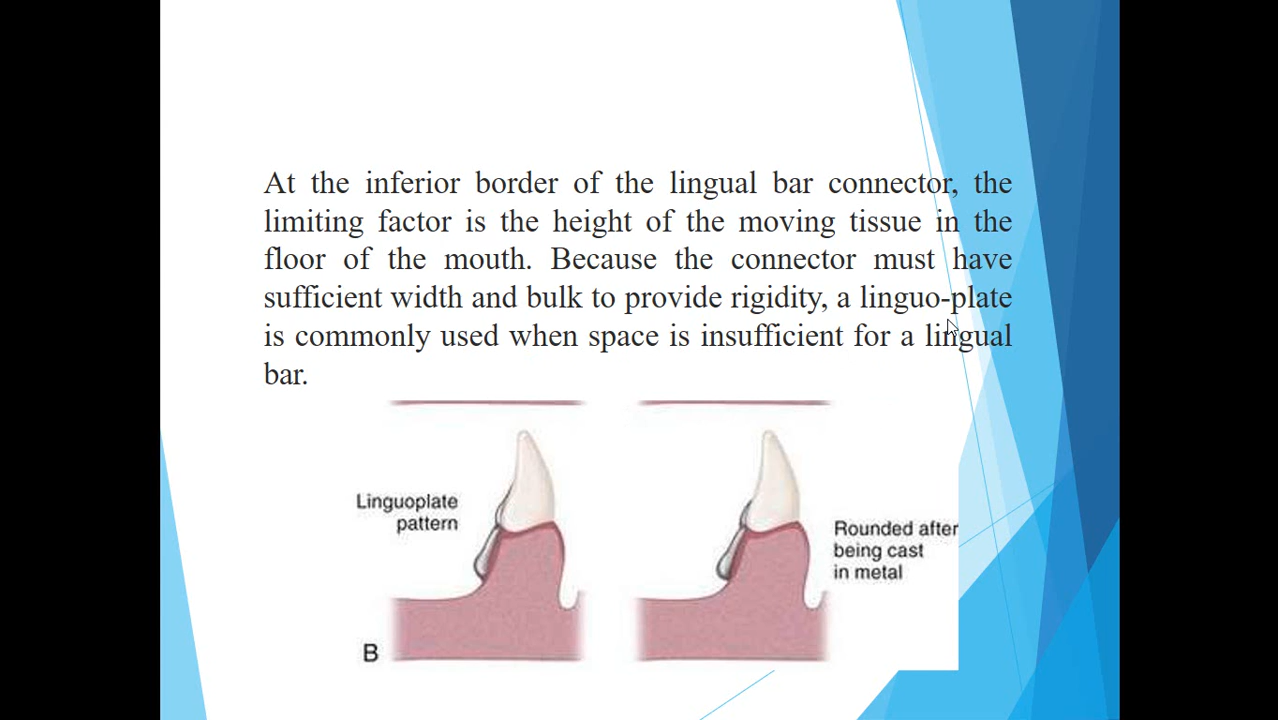 At the inferior border of the lingual bar connector, the
limiting factor is the height of the moving tissue in the
floor of the mouth. Because the connector must have
sufficient width and bulk to provide rigidity, a linguo-plate
is commonly used when space is insufficient for a lingual
bar.
Linguoplate
pattern
Rounded after
being cast
in metal
B